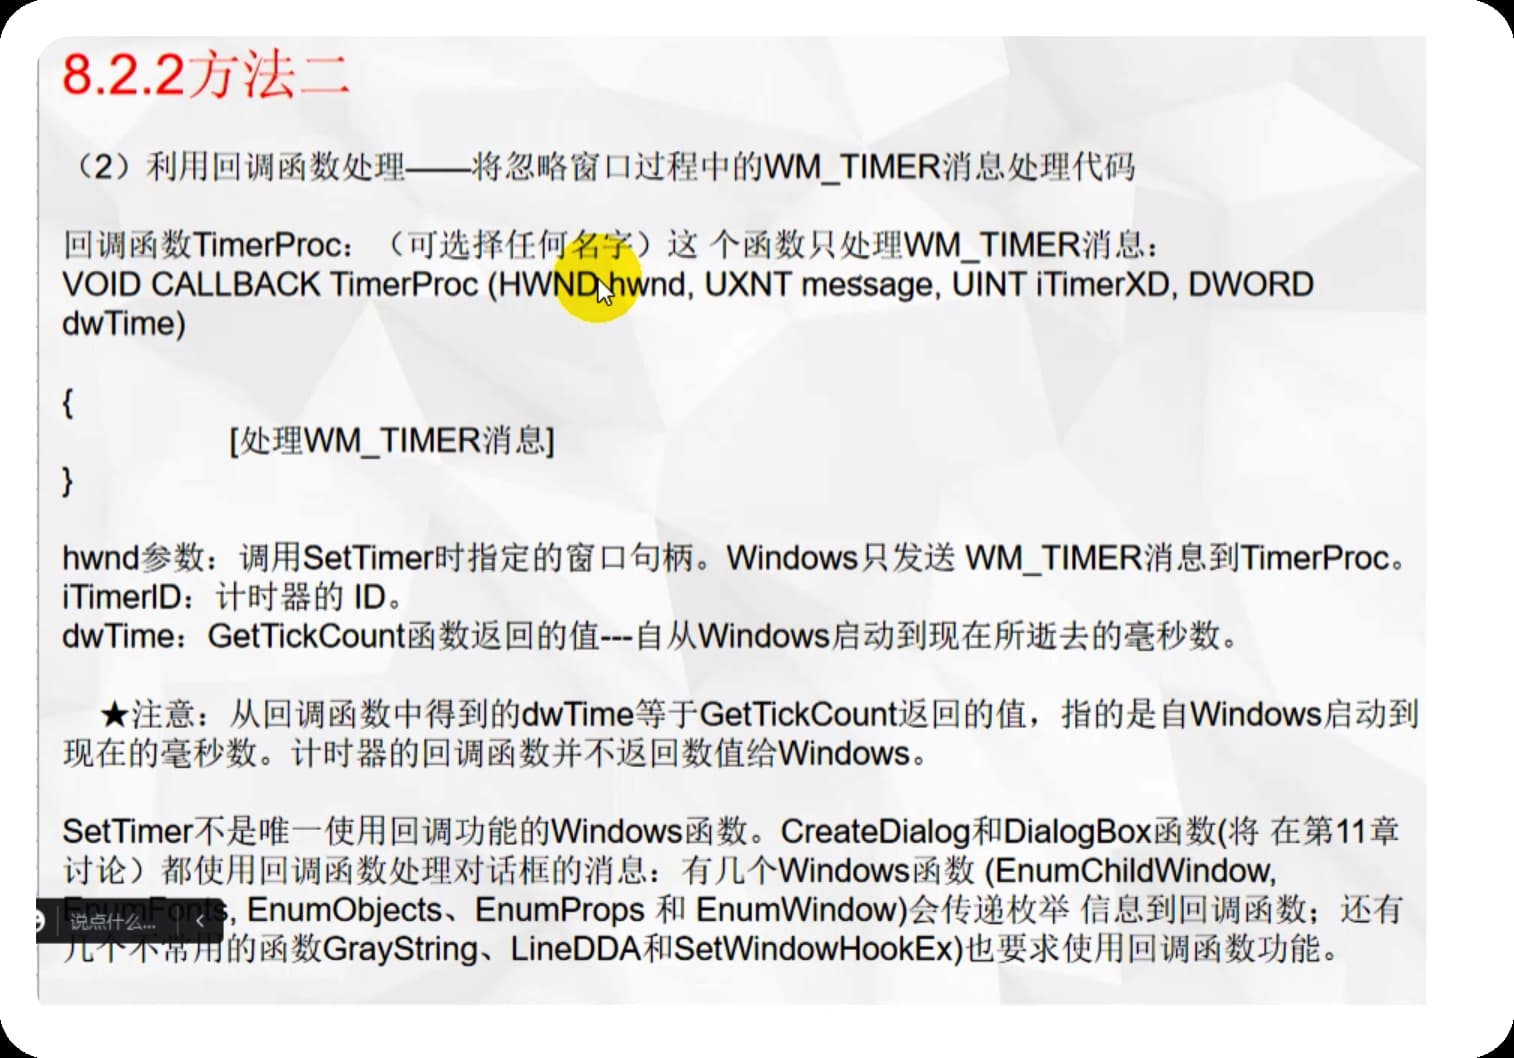 8.2.2方法二
（2）利用回调函数处理——将忽略窗口过程中的WM_TIMER消息处理代码
回调函数TimerProc：（可选择任何名字）这 个函数只处理WM_TIMER消息：
VOID CALLBACK TimerProc (HWND hwnd, UXNT message, UINT iTimerXD, DWORD
dwTime)
{
[处理WM_TIMER消息]
}
hwnd参数：调用SetTimer时指定的窗口句柄。Windows只发送 WM_TIMER消息到TimerProc。
iTimerID：计时器的 ID。
dwTime：GetTickCount函数返回的值---自从Windows启动到现在所逝去的毫秒数。
★注意：从回调函数中得到的dwTime等于GetTickCount返回的值，指的是自Windows启动到
现在的毫秒数。计时器的回调函数并不返回数值给Windows。
SetTimer不是唯一使用回调功能的Windows函数。CreateDialog和DialogBox函数(将 在第11章
讨论）都使用回调函数处理对话框的消息：有几个Windows函数 (EnumChildWindow,
EnumFonts, EnumObjects、EnumProps 和 EnumWindow)会传递枚举 信息到回调函数；还有
说点什么...
几个不常用的函数GrayString、LineDDA和SetWindowHookEx)也要求使用回调函数功能。